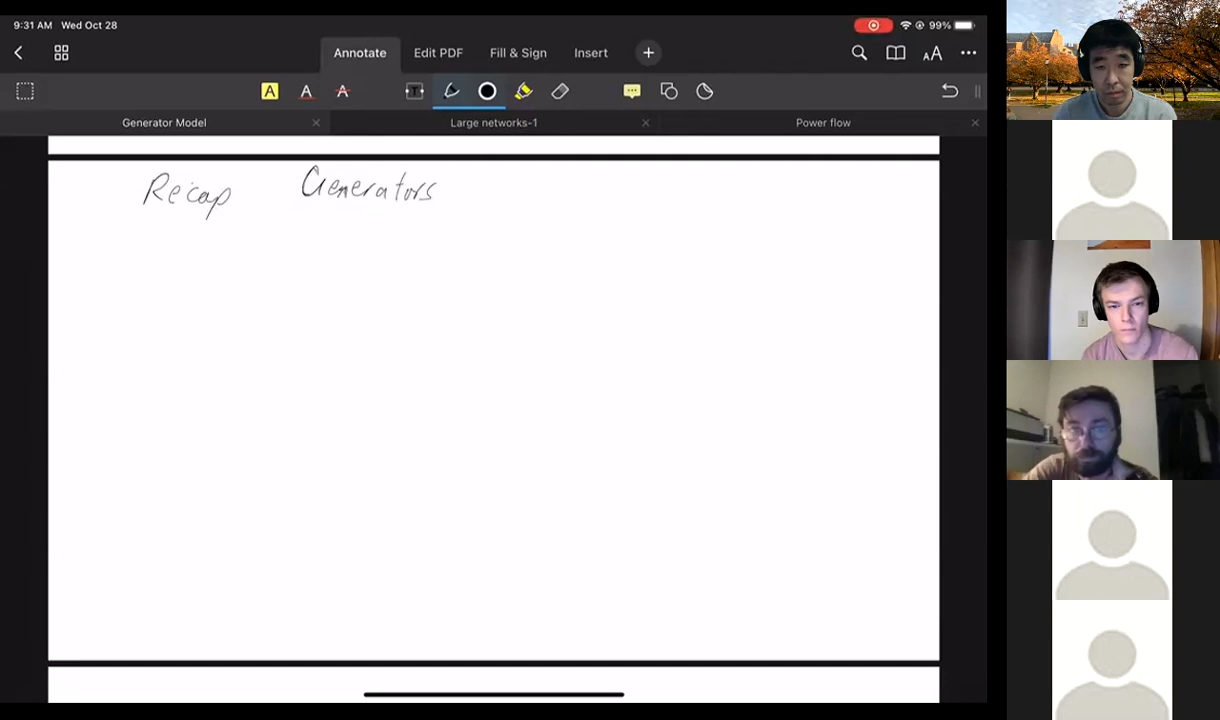 9:31 AM Wed Oct 28
99%
Annotate Edit PDF Fill & Sign Insert +
AA
A A A T
Generator Model Large networks-1 Power flow
Recap Generators